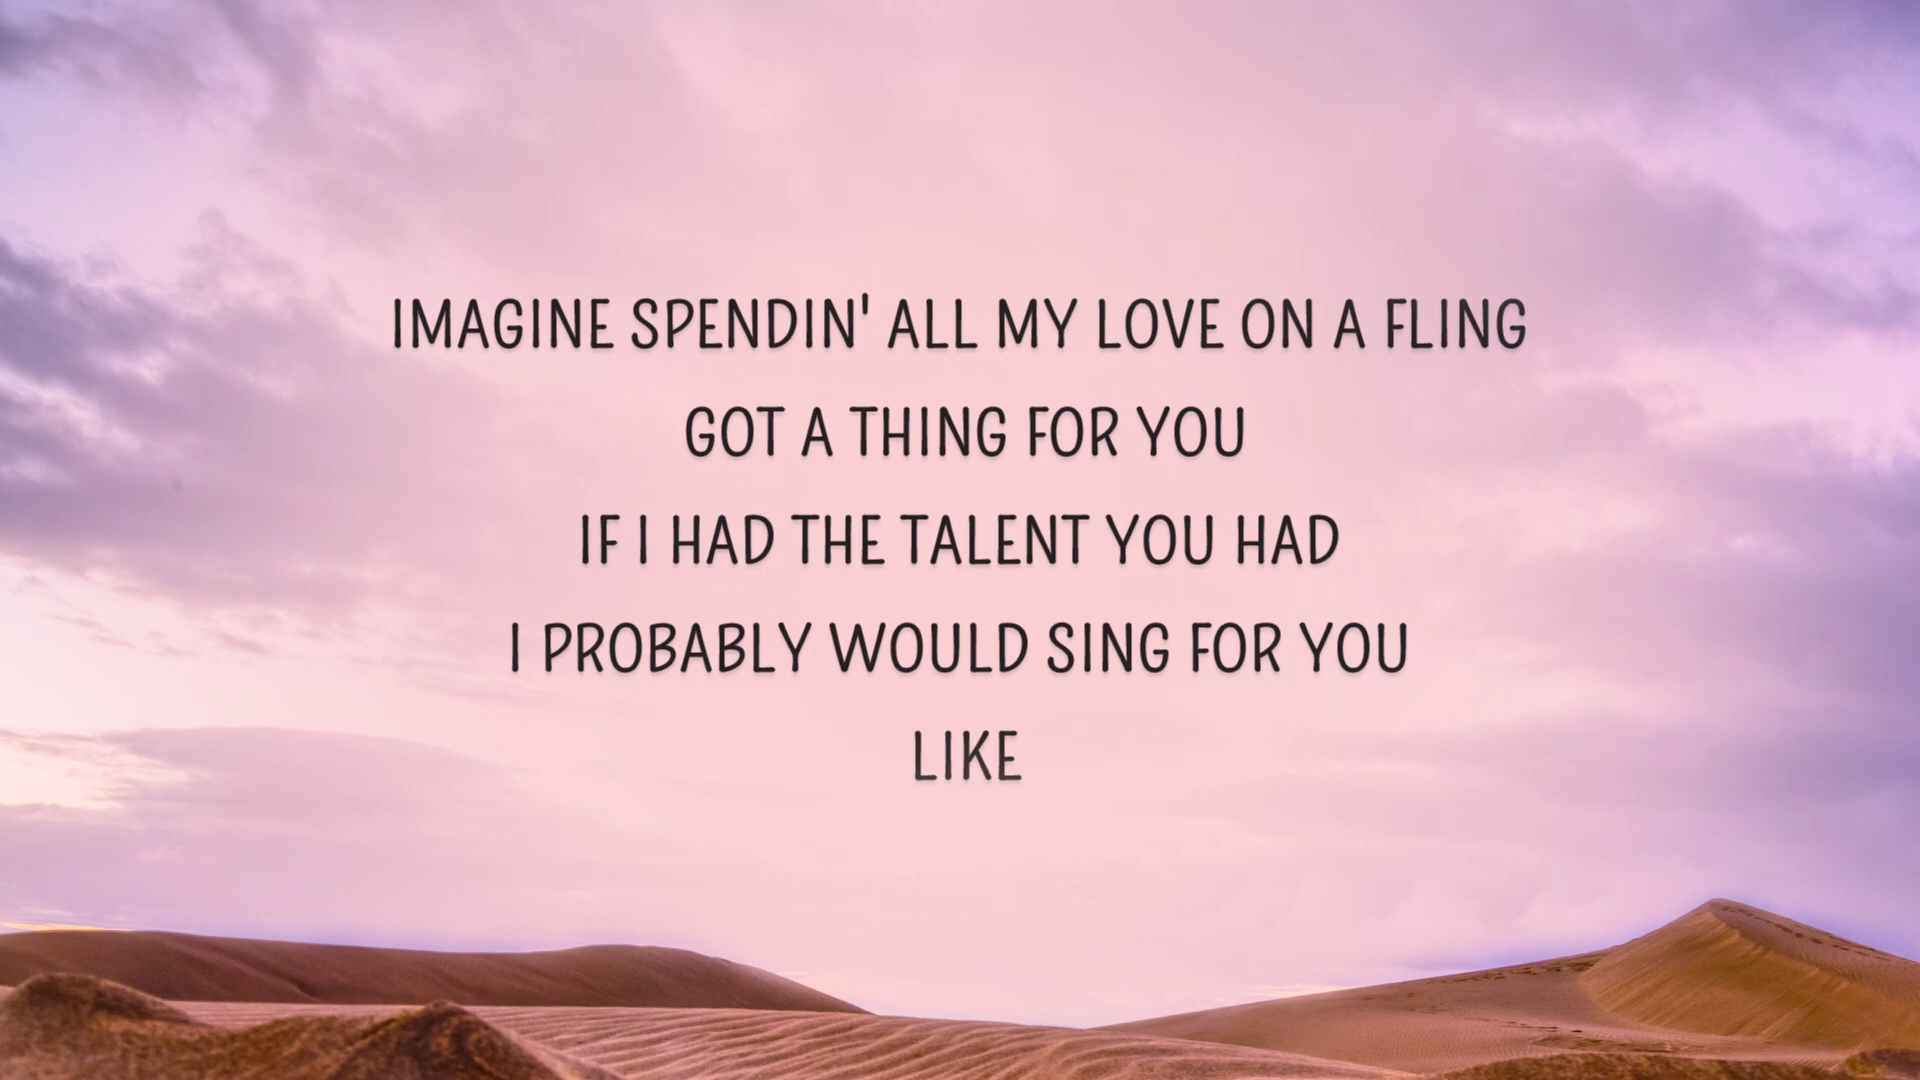 IMAGINE SPENDIN' ALL MY LOVE ON A FLING
GOT A THING FOR YOU
IF I HAD THE TALENT YOU HAD
I PROBABLY WOULD SING FOR YOU
LIKE